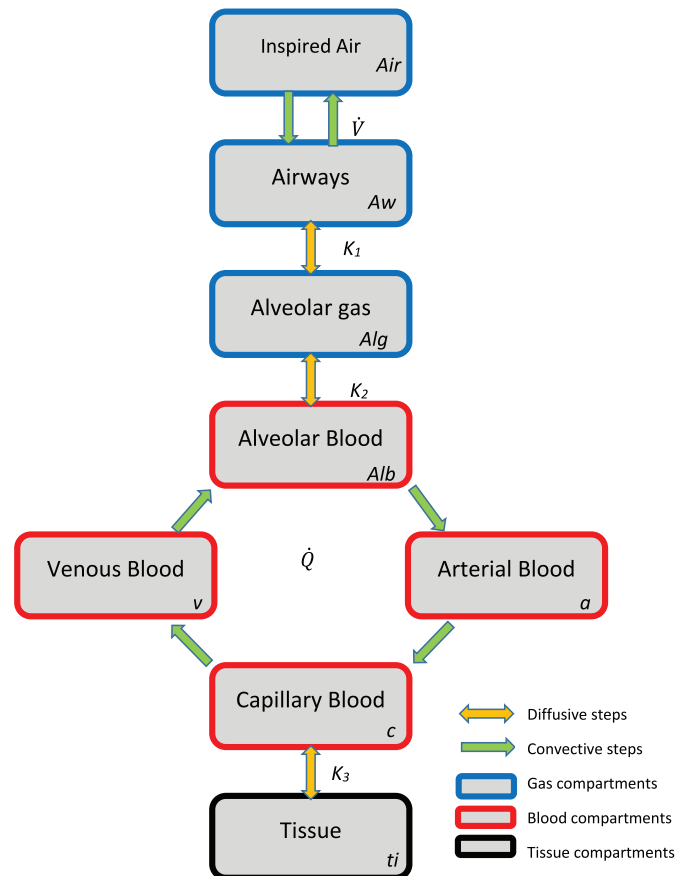 Inspired Air
Air
V̇
Airways
Aw
K₁
Alveolar gas
Alg
K₂
Alveolar Blood
Alb
Venous Blood
v
Q̇
Arterial Blood
a
Capillary Blood
c
K₃
Tissue
ti
Diffusive steps
Convective steps
Gas compartments
Blood compartments
Tissue compartments